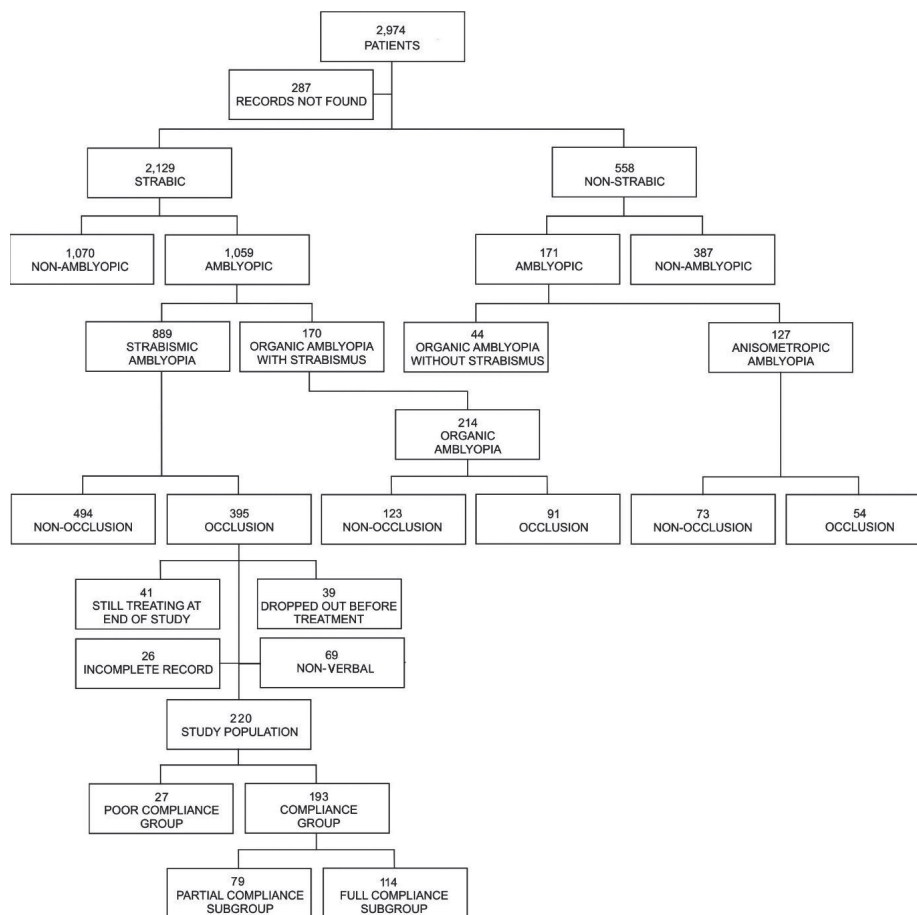 2,974
PATIENTS
287
RECORDS NOT FOUND
2,129
STRABIC
558
NON-STRABIC
1,070
NON-AMBLYOPIC
1,059
AMBLYOPIC
171
AMBLYOPIC
387
NON-AMBLYOPIC
889
STRABISMIC
AMBLYOPIA
170
ORGANIC AMBLYOPIA
WITH STRABISMUS
44
ORGANIC AMBLYOPIA
WITHOUT STRABISMUS
127
ANISOMETROPIC
AMBLYOPIA
214
ORGANIC
AMBLYOPIA
494
NON-OCCLUSION
395
OCCLUSION
123
NON-OCCLUSION
91
OCCLUSION
73
NON-OCCLUSION
54
OCCLUSION
41
STILL TREATING AT
END OF STUDY
39
DROPPED OUT BEFORE
TREATMENT
26
INCOMPLETE RECORD
69
NON-VERBAL
220
STUDY POPULATION
27
POOR COMPLIANCE
GROUP
193
COMPLIANCE
GROUP
79
PARTIAL COMPLIANCE
SUBGROUP
114
FULL COMPLIANCE
SUBGROUP